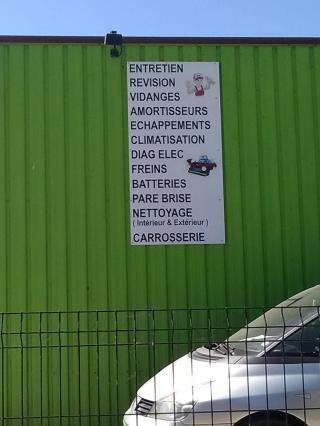 ENTRETIEN
REVISION
VIDANGES
AMORTISSEURS
ECHAPPEMENTS
CLIMATISATION
DIAG ELEC
FREINS
BATTERIES
PARE BRISE
NETTOYAGE
( Intérieur & Extérieur )
CARROSSERIE